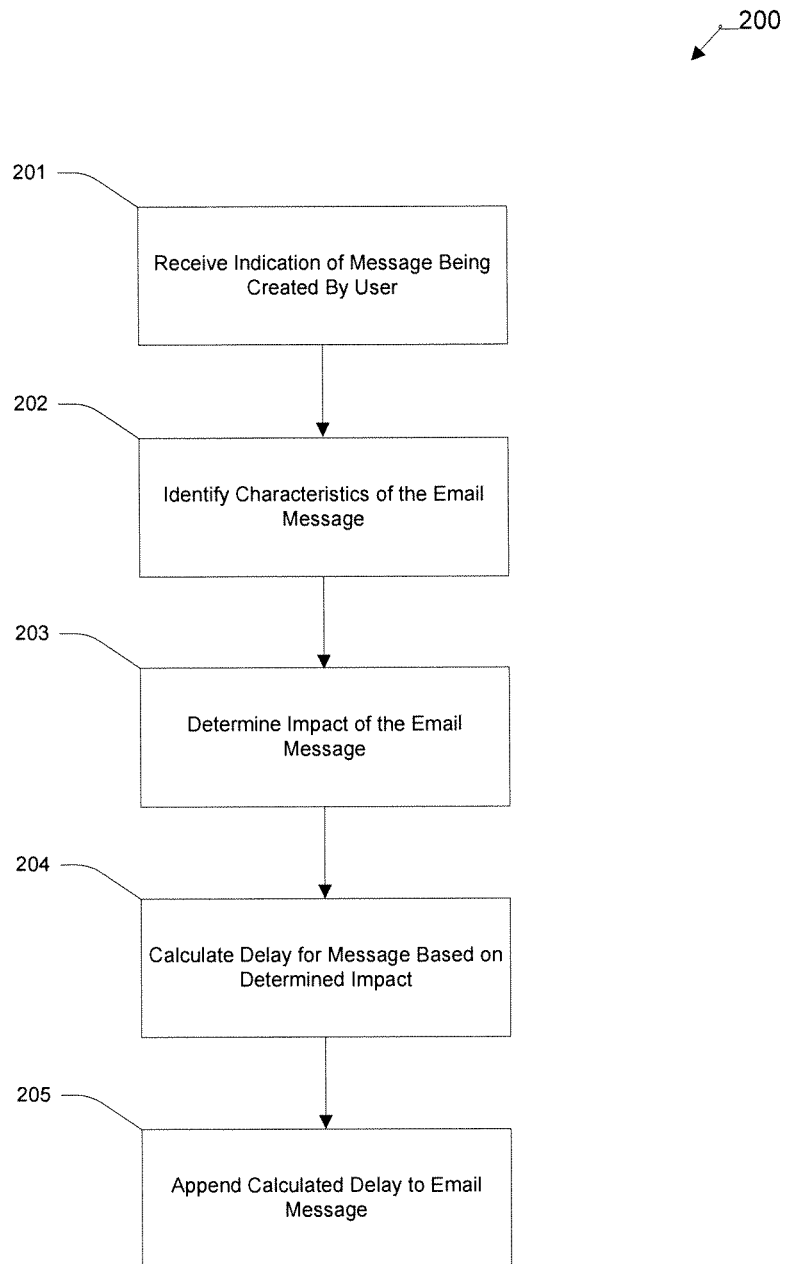 200
201
Receive Indication of Message Being
Created By User
202
Identify Characteristics of the Email
Message
203
Determine Impact of the Email
Message
204
Calculate Delay for Message Based on
Determined Impact
205
Append Calculated Delay to Email
Message